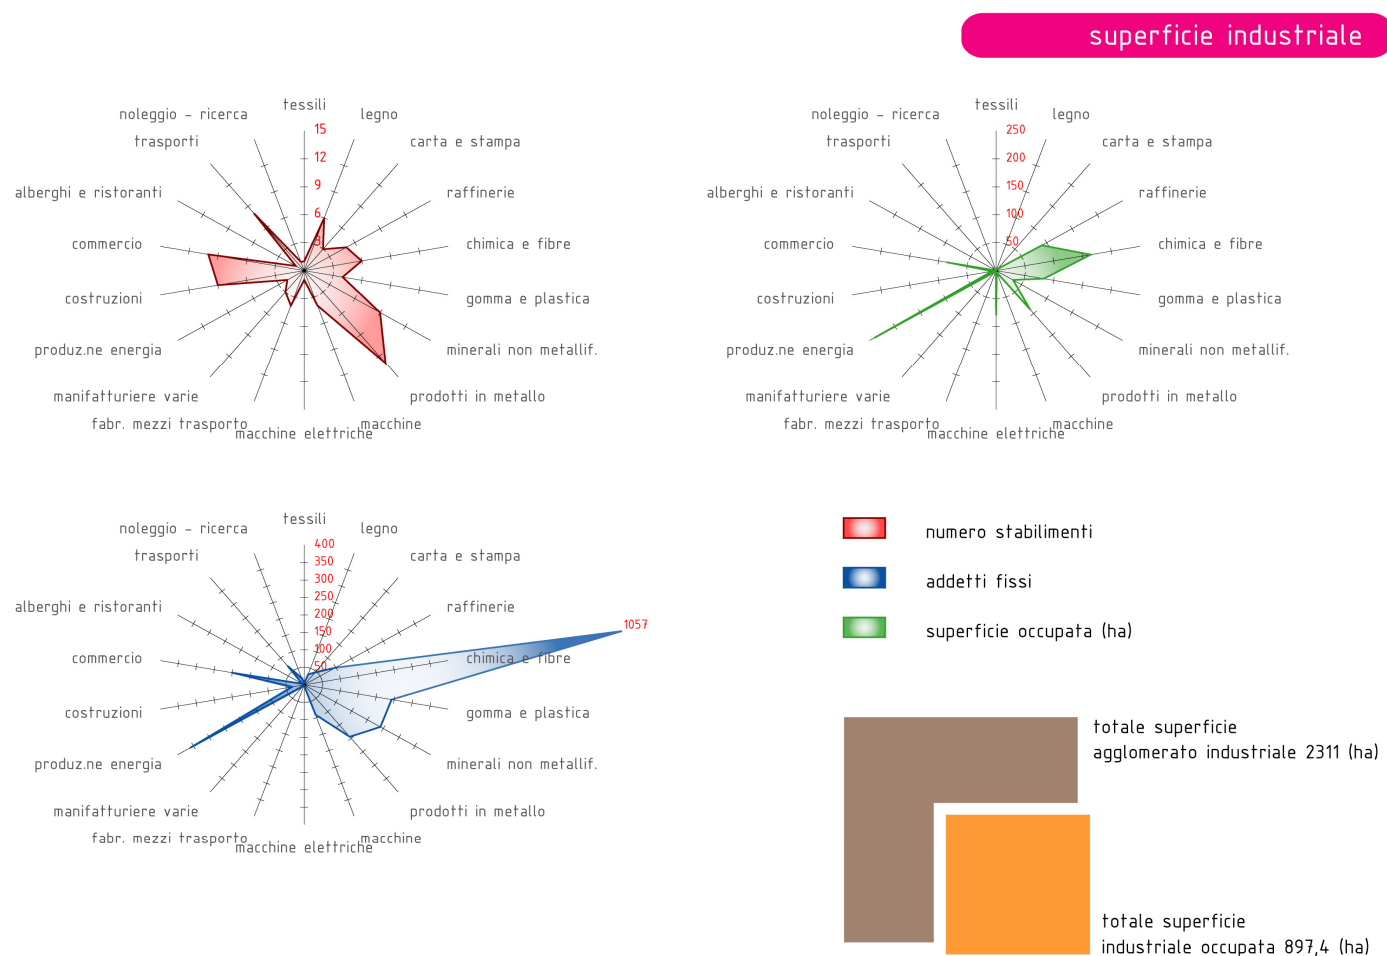 superficie industriale
tessili
noleggio - ricerca
legno
trasporti
carta e stampa
alberghi e ristoranti
raffinerie
commercio
chimica e fibre
costruzioni
gomma e plastica
produz.ne energia
minerali non metallif.
manifatturiere varie
prodotti in metallo
fabr. mezzi trasporto
macchine elettriche
macchine
15
12
9
6
3
tessili
noleggio - ricerca
legno
trasporti
carta e stampa
alberghi e ristoranti
raffinerie
commercio
chimica e fibre
costruzioni
gomma e plastica
produz.ne energia
minerali non metallif.
manifatturiere varie
prodotti in metallo
fabr. mezzi trasporto
macchine elettriche
macchine
250
200
150
100
50
tessili
noleggio - ricerca
legno
trasporti
carta e stampa
alberghi e ristoranti
raffinerie
commercio
chimica e fibre
costruzioni
gomma e plastica
produz.ne energia
minerali non metallif.
manifatturiere varie
prodotti in metallo
fabr. mezzi trasporto
macchine elettriche
macchine
400
350
300
250
200
150
100
50
1057
numero stabilimenti
addetti fissi
superficie occupata (ha)
totale superficie
agglomerato industriale 2311 (ha)
totale superficie
industriale occupata 897,4 (ha)